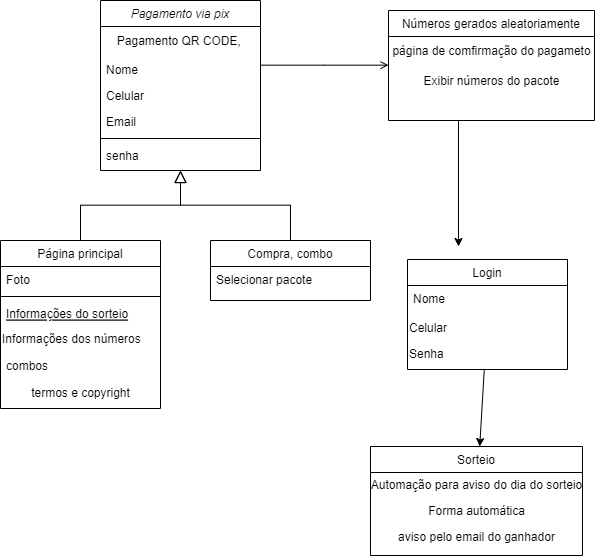 Pagamento via pix
Pagamento QR CODE,
Nome
Celular
Email
senha
Números gerados aleatoriamente
página de comfirmação do pagameto
Exibir números do pacote
Página principal
Foto
Informações do sorteio
Informações dos números
combos
termos e copyright
Compra, combo
Selecionar pacote
Login
Nome
Celular
Senha
Sorteio
Automação para aviso do dia do sorteio
Forma automática
aviso pelo email do ganhador